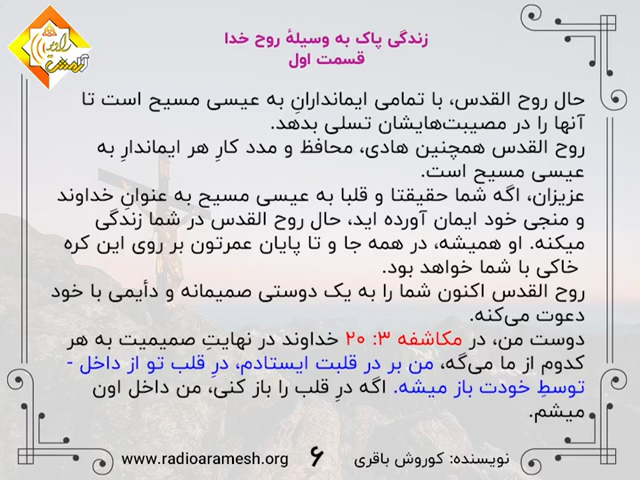 زندگی پاک به وسیلهٔ روح خدا
قسمت اول
حال روح القدس، با تمامی ایماندارانِ به عیسی مسیح است تا
آنها را در مصیبت‌هایشان تسلی بدهد.
روح القدس همچنین هادی، محافظ و مدد کارِ هر ایماندارِ به
عیسی مسیح است.
عزیزان، اگه شما حقیقتا و قلبا به عیسی مسیح به عنوانِ خداوند
و منجی خود ایمان آورده اید، حال روح القدس در شما زندگی
میکنه. او همیشه، در همه جا و تا پایان عمرتون بر روی این کره
خاکی با شما خواهد بود.
روح القدس اکنون شما را به یک دوستی صمیمانه و دأیمی با خود
دعوت می‌کنه.
دوست من، در مکاشفه ۳: ۲۰ خداوند در نهایتِ صمیمیت به هر
کدوم از ما می‌گه، من بر در قلبت ایستادم، درِ قلب تو از داخل -
توسطِ خودت باز میشه. اگه درِ قلب را باز کنی، من داخل اون
میشم.
نویسنده: کوروش باقری
۶
www.radioaramesh.org